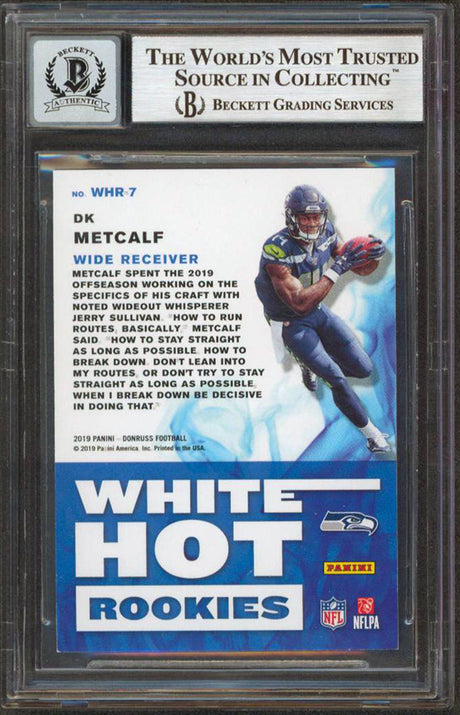 BECKETT
B
AUTHENTIC
THE WORLD'S MOST TRUSTED
SOURCE IN COLLECTING™
B BECKETT GRADING SERVICES
NO. WHR-7
DK
METCALF
WIDE RECEIVER
METCALF SPENT THE 2019
OFFSEASON WORKING ON THE
SPECIFICS OF HIS CRAFT WITH
NOTED WIDEOUT WHISPERER
JERRY SULLIVAN. "HOW TO RUN
ROUTES, BASICALLY," METCALF
SAID. "HOW TO STAY STRAIGHT
AS LONG AS POSSIBLE. HOW TO
BREAK DOWN. DON'T LEAN INTO
MY ROUTES, OR DON'T TRY TO STAY
STRAIGHT AS LONG AS POSSIBLE.
WHEN I BREAK DOWN BE DECISIVE
IN DOING THAT."
2019 PANINI - DONRUSS FOOTBALL
© 2019 Panini America, Inc. Printed in the USA.
WHITE
HOT
ROOKIES
PANINI
NFL
NFLPA